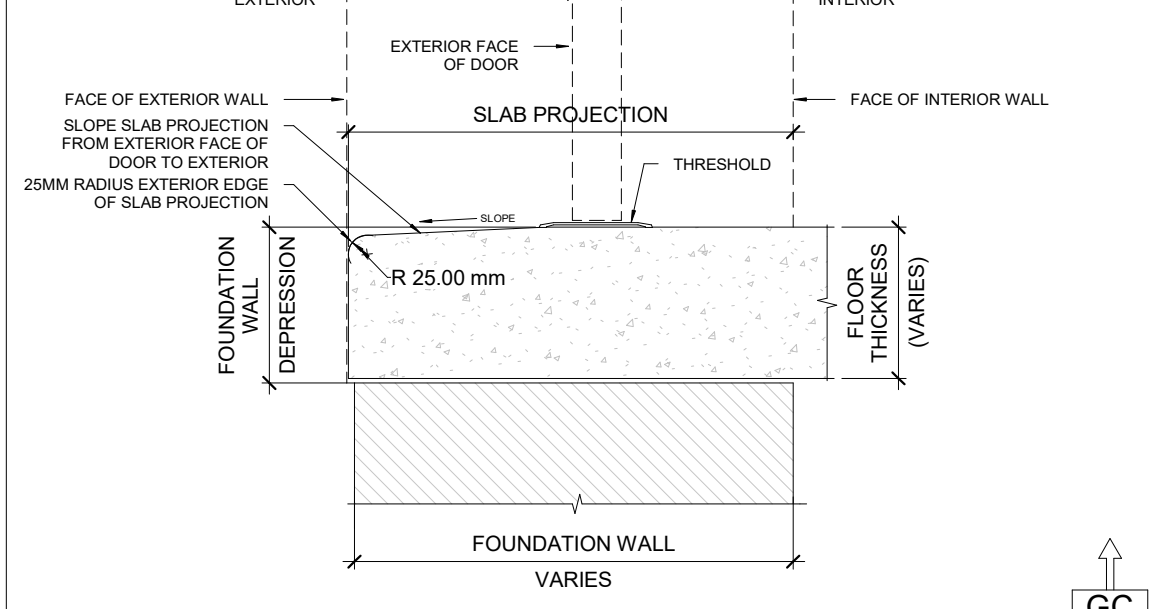 EXTERIOR
INTERIOR
EXTERIOR FACE
OF DOOR
FACE OF EXTERIOR WALL
FACE OF INTERIOR WALL
SLAB PROJECTION
SLOPE SLAB PROJECTION
FROM EXTERIOR FACE OF
DOOR TO EXTERIOR
THRESHOLD
25MM RADIUS EXTERIOR EDGE
OF SLAB PROJECTION
SLOPE
R 25.00 mm
FOUNDATION
WALL
DEPRESSION
FLOOR
THICKNESS
(VARIES)
FOUNDATION WALL
VARIES
GC